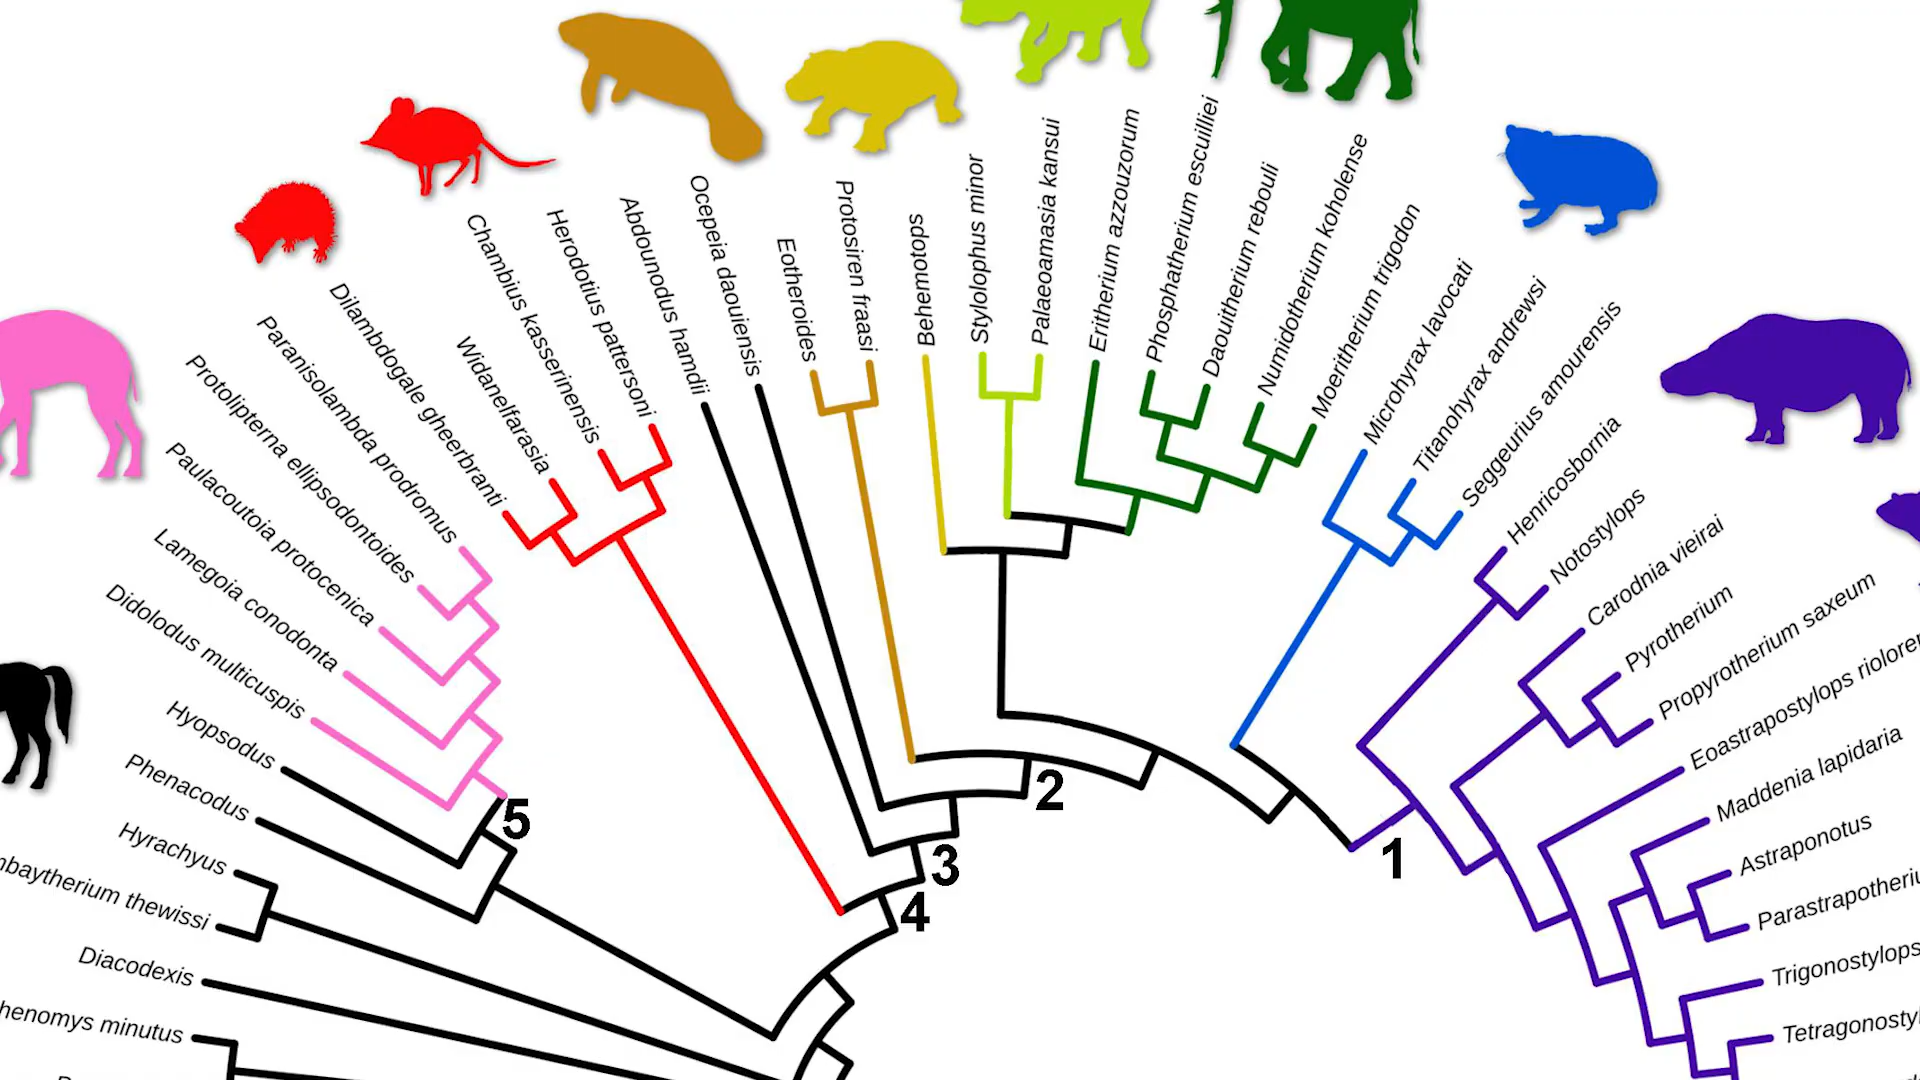 Diacodexis
Hyrachyus
Phenacodus
Hyopsodus
Didolodus multicuspis
Lamegoia conodonta
Paulacoutoia protocenica
Protolipterna ellipsodontoides
Paranisolambda prodromus
Dilambdogale gheerbranti
Widanelfarasia
Chambius kasserinensis
Herodotius pattersoni
Abdounodus hamdii
Ocepeia daouiensis
Eotheroides
Protosiren fraasi
Behemotops
Stylolophus minor
Palaeoamasia kansui
Eritherium azzouzorum
Phosphatherium escuilliei
Daouitherium rebouli
Numidotherium koholense
Moeritherium trigodon
Microhyrax lavocati
Titanohyrax andrewsi
Seggeurius amourensis
Henricosbornia
Notostylops
Carodnia vieirai
Pyrotherium
Propyrotherium saxeum
Eoastrapostylops
Maddenia lapidaria
Astraponotus
Trigonostylops
thewissi
minutus
5
4
3
2
1